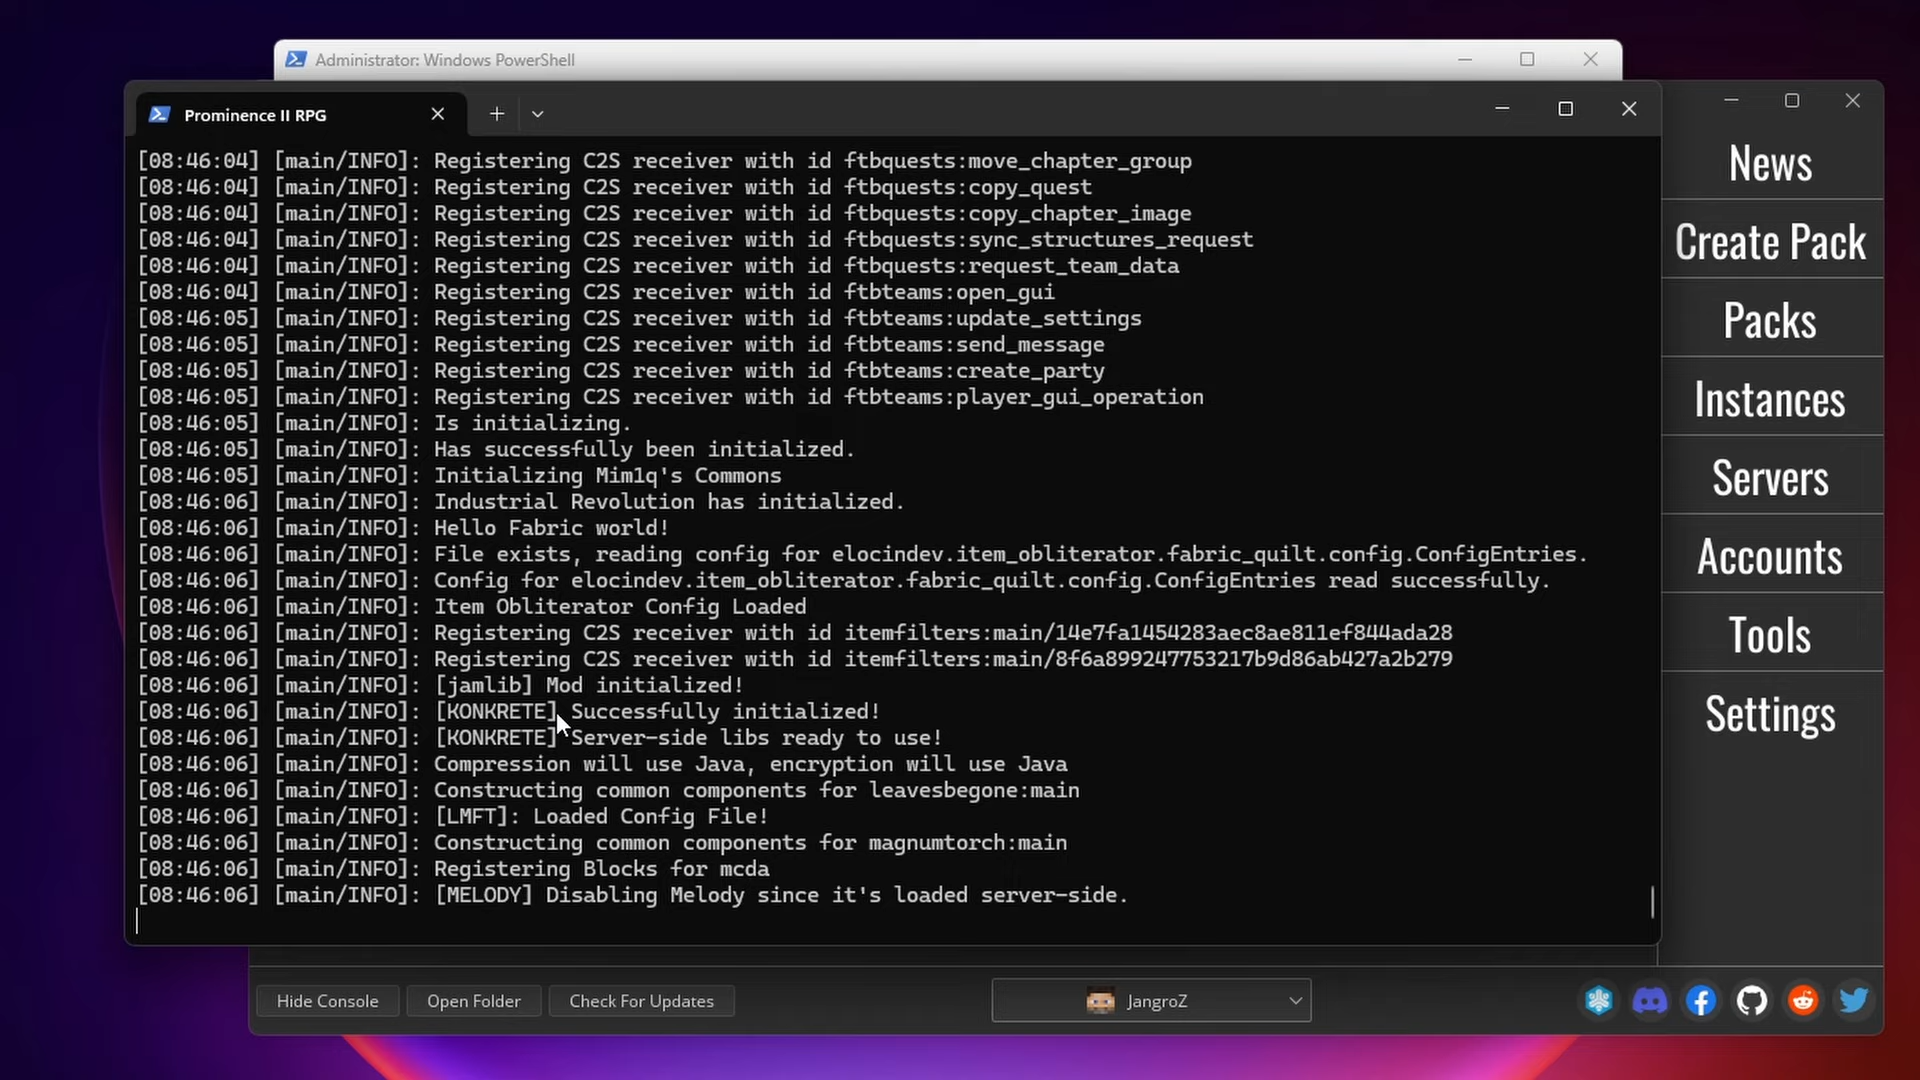 Administrator: Windows PowerShell
Prominence II RPG
[08:46:04] [main/INFO]: Registering C2S receiver with id ftbquests:move_chapter_group
[08:46:04] [main/INFO]: Registering C2S receiver with id ftbquests:copy_quest
[08:46:04] [main/INFO]: Registering C2S receiver with id ftbquests:copy_chapter_image
[08:46:04] [main/INFO]: Registering C2S receiver with id ftbquests:sync_structures_request
[08:46:04] [main/INFO]: Registering C2S receiver with id ftbquests:request_team_data
[08:46:04] [main/INFO]: Registering C2S receiver with id ftbteams:open_gui
[08:46:05] [main/INFO]: Registering C2S receiver with id ftbteams:update_settings
[08:46:05] [main/INFO]: Registering C2S receiver with id ftbteams:send_message
[08:46:05] [main/INFO]: Registering C2S receiver with id ftbteams:create_party
[08:46:05] [main/INFO]: Registering C2S receiver with id ftbteams:player_gui_operation
[08:46:05] [main/INFO]: Is initializing.
[08:46:05] [main/INFO]: Has successfully been initialized.
[08:46:05] [main/INFO]: Initializing Mim1q's Commons
[08:46:06] [main/INFO]: Industrial Revolution has initialized.
[08:46:06] [main/INFO]: Hello Fabric world!
[08:46:06] [main/INFO]: File exists, reading config for elocindev.item_obliterator.fabric_quilt.config.ConfigEntries.
[08:46:06] [main/INFO]: Config for elocindev.item_obliterator.fabric_quilt.config.ConfigEntries read successfully.
[08:46:06] [main/INFO]: Item Obliterator Config Loaded
[08:46:06] [main/INFO]: Registering C2S receiver with id itemfilters:main/14e7fa1454283aec8ae811ef844ada28
[08:46:06] [main/INFO]: Registering C2S receiver with id itemfilters:main/8f6a899247753217b9d86ab427a2b279
[08:46:06] [main/INFO]: [jamlib] Mod initialized!
[08:46:06] [main/INFO]: [KONKRETE] Successfully initialized!
[08:46:06] [main/INFO]: [KONKRETE] Server-side libs ready to use!
[08:46:06] [main/INFO]: Compression will use Java, encryption will use Java
[08:46:06] [main/INFO]: Constructing common components for leavesbegone:main
[08:46:06] [main/INFO]: [LMFT]: Loaded Config File!
[08:46:06] [main/INFO]: Constructing common components for magnumtorch:main
[08:46:06] [main/INFO]: Registering Blocks for mcda
[08:46:06] [main/INFO]: [MELODY] Disabling Melody since it's loaded server-side.
News
Create Pack
Packs
Instances
Servers
Accounts
Tools
Settings
Hide Console
Open Folder
Check For Updates
JangroZ